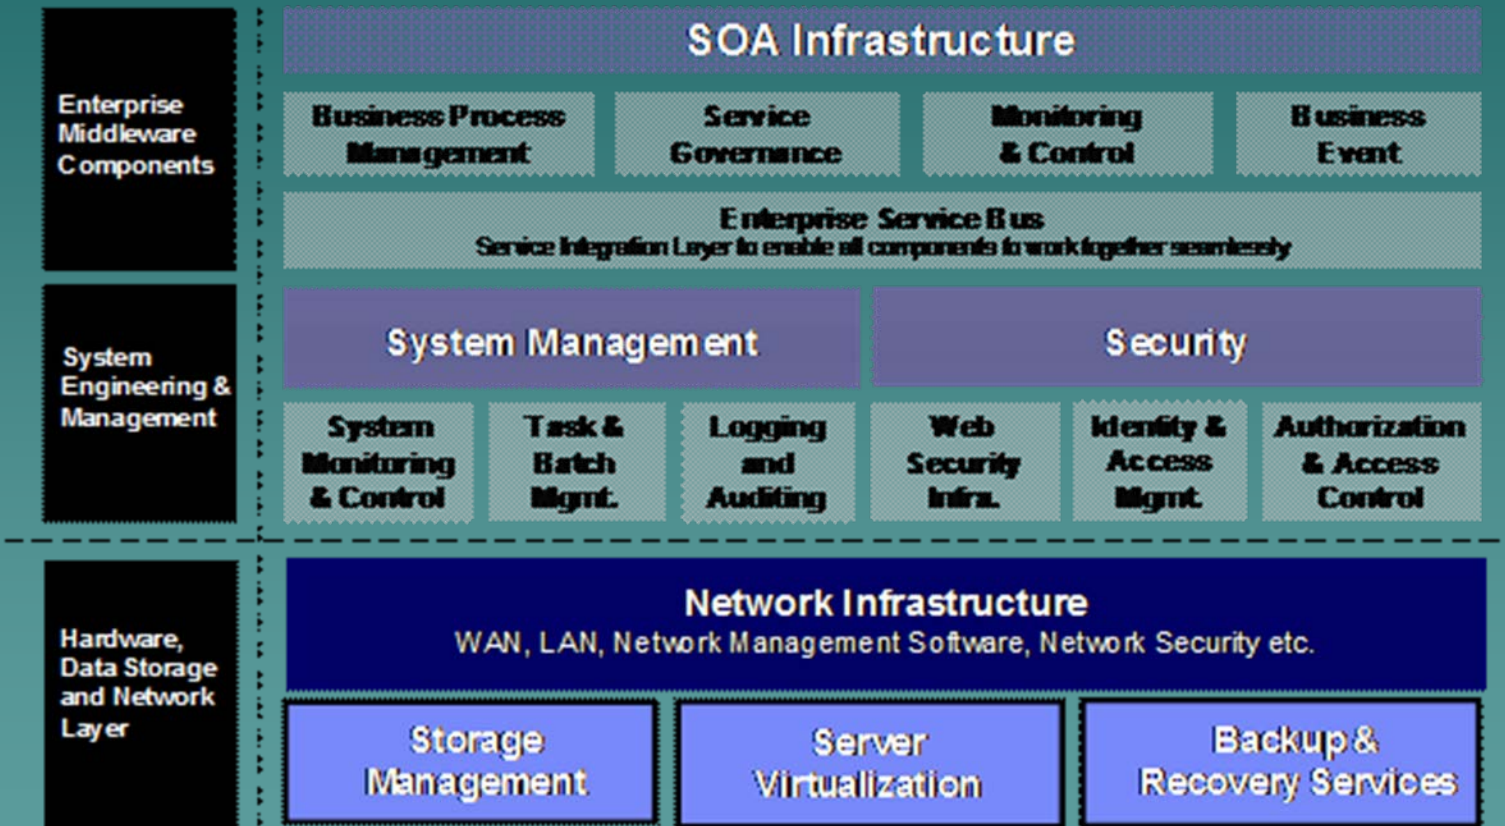 SOA Infrastructure
Enterprise
Middleware
Components
Business Process
Management
Service
Governance
Monitoring
& Control
Business
Event
Enterprise Service Bus
Service Integration Layer to enable all components to work together seamlessly
System
Engineering &
Management
System Management
Security
System
Monitoring
& Control
Task &
Batch
Mgmt.
Logging
and
Auditing
Web
Security
Infra.
Identity &
Access
Mgmt.
Authorization
& Access
Control
Hardware,
Data Storage
and Network
Layer
Network Infrastructure
WAN, LAN, Network Management Software, Network Security etc.
Storage
Management
Server
Virtualization
Backup &
Recovery Services